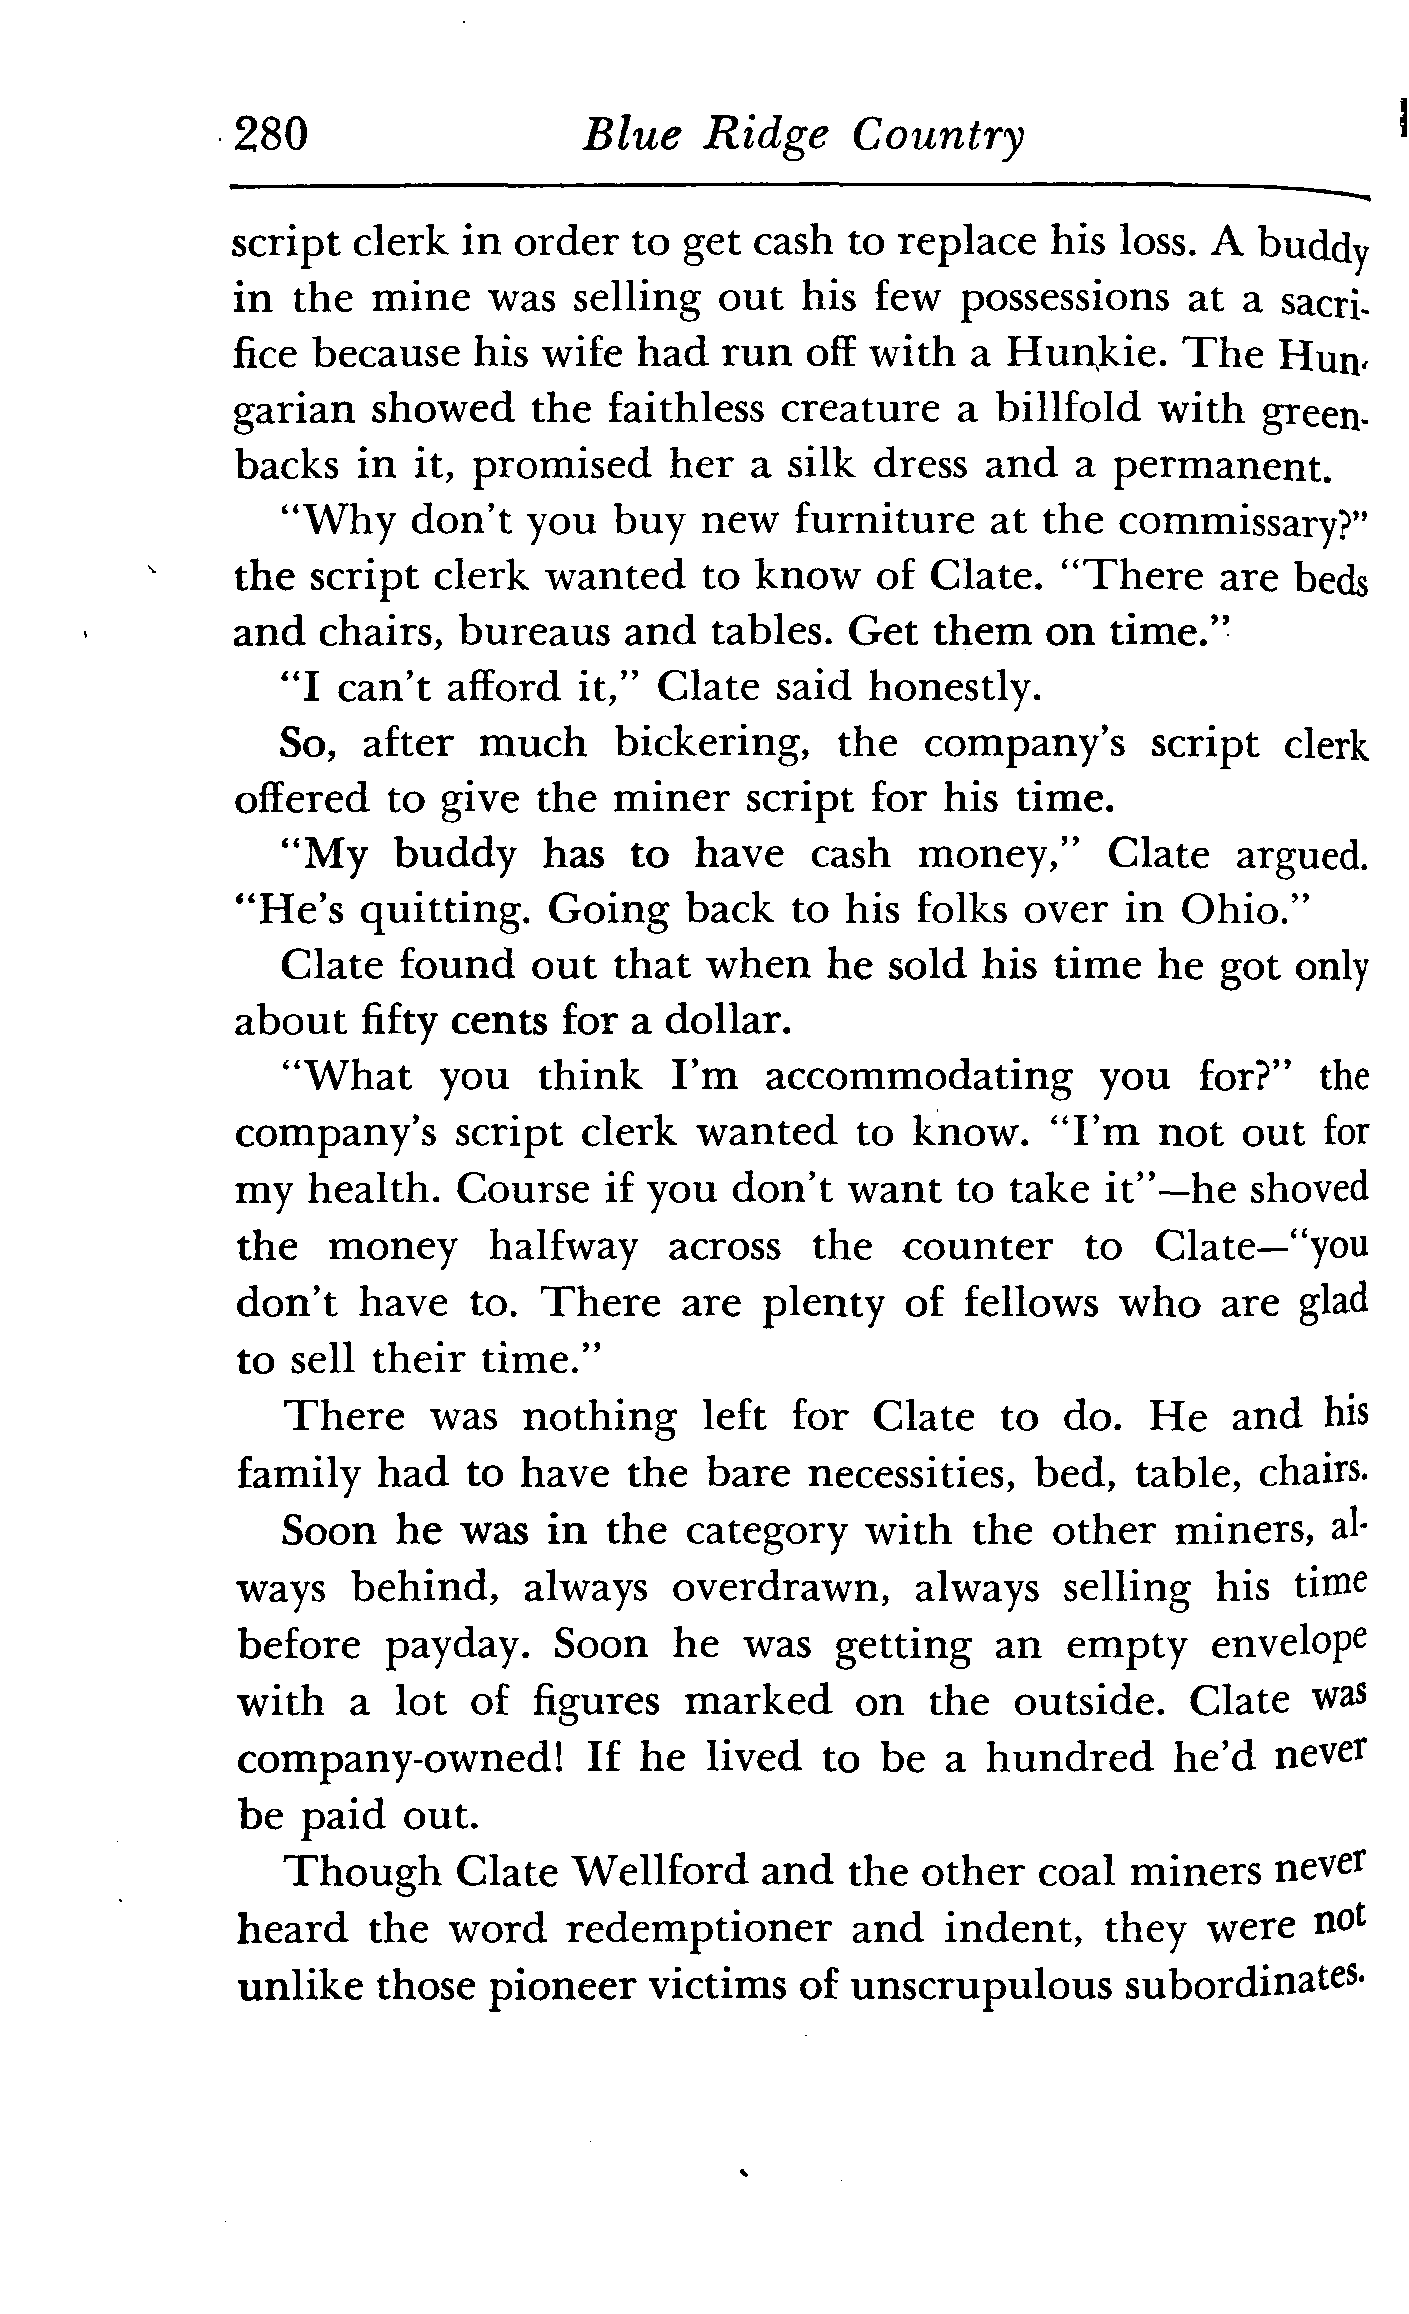 280 Blue Ridge Country
script clerk in order to get cash to replace his loss. A buddy
in the mine was selling out his few possessions at a sacri-
fice because his wife had run off with a Hunkie. The Hun-
garian showed the faithless creature a billfold with green-
backs in it, promised her a silk dress and a permanent.
“Why don’t you buy new furniture at the commissary?”
the script clerk wanted to know of Clate. “There are beds
and chairs, bureaus and tables. Get them on time.”
“I can’t afford it,” Clate said honestly.
So, after much bickering, the company’s script clerk
offered to give the miner script for his time.
“My buddy has to have cash money,” Clate argued.
“He’s quitting. Going back to his folks over in Ohio.”
Clate found out that when he sold his time he got only
about fifty cents for a dollar.
“What you think I’m accommodating you for?” the
company’s script clerk wanted to know. “I’m not out for
my health. Course if you don’t want to take it”—he shoved
the money halfway across the counter to Clate—“you
don’t have to. There are plenty of fellows who are glad
to sell their time.”
There was nothing left for Clate to do. He and his
family had to have the bare necessities, bed, table, chairs.
Soon he was in the category with the other miners, al-
ways behind, always overdrawn, always selling his time
before payday. Soon he was getting an empty envelope
with a lot of figures marked on the outside. Clate was
company-owned! If he lived to be a hundred he’d never
be paid out.
Though Clate Wellford and the other coal miners never
heard the word redemptioner and indent, they were not
unlike those pioneer victims of unscrupulous subordinates.